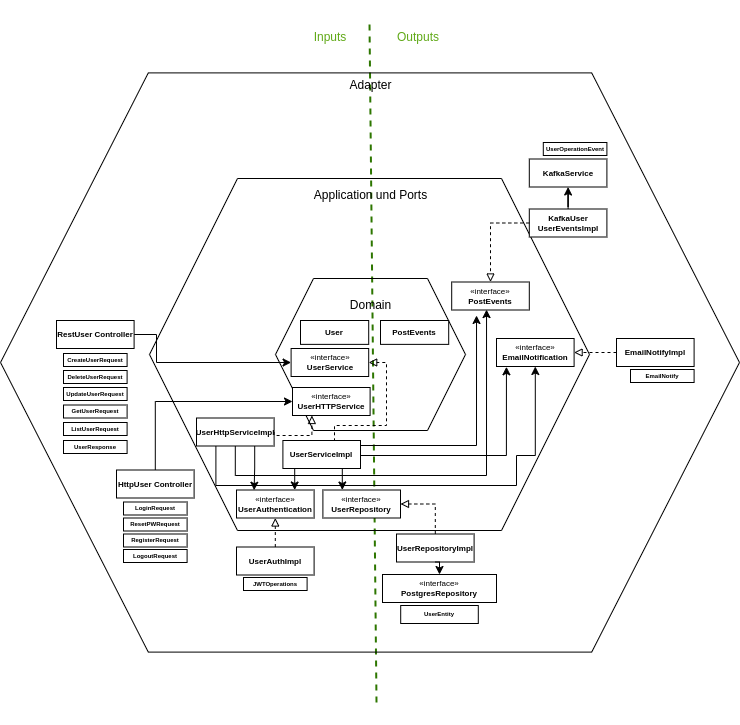 Inputs
Outputs
Adapter
UserOperationEvent
KafkaService
Application und Ports
KafkaUser
UserEventsImpl
«interface»
PostEvents
Domain
RestUser Controller
User
PostEvents
«interface»
UserService
«interface»
EmailNotification
EmailNotifyImpl
EmailNotify
CreateUserRequest
DeleteUserRequest
UpdateUserRequest
GetUserRequest
ListUserRequest
UserResponse
«interface»
UserHTTPService
UserHttpServiceImpl
UserServiceImpl
HttpUser Controller
LoginRequest
ResetPWRequest
RegisterRequest
LogoutRequest
«interface»
UserAuthentication
«interface»
UserRepository
UserAuthImpl
JWTOperations
UserRepositoryImpl
«interface»
PostgresRepository
UserEntity